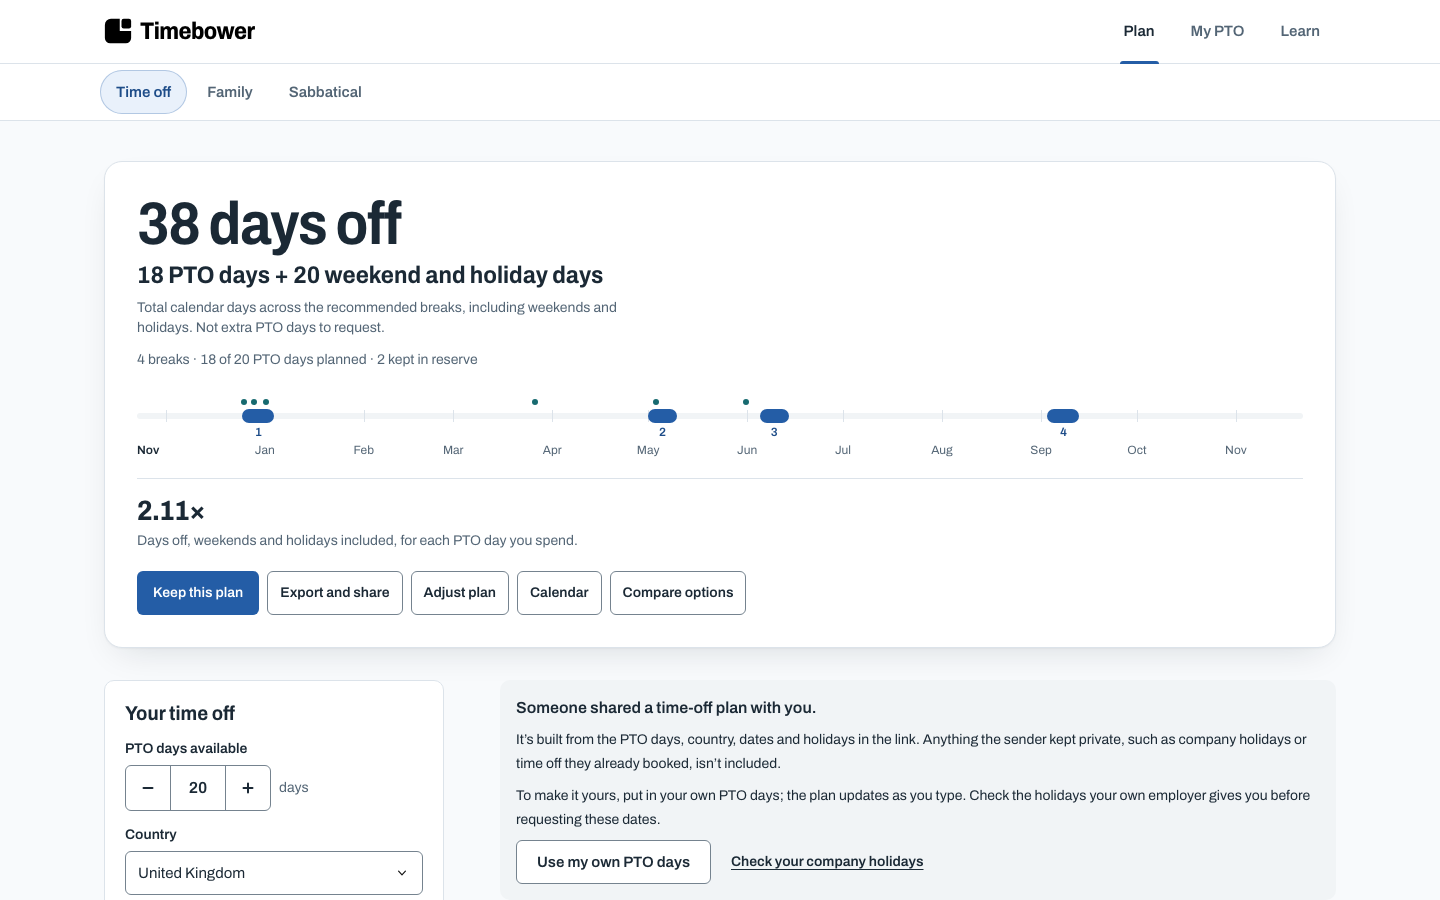 Timebower
Plan
My PTO
Learn
Time off
Family
Sabbatical
38 days off
18 PTO days + 20 weekend and holiday days
Total calendar days across the recommended breaks, including weekends and
holidays. Not extra PTO days to request.
4 breaks · 18 of 20 PTO days planned · 2 kept in reserve
1
2
3
4
Nov
Jan
Feb
Mar
Apr
May
Jun
Jul
Aug
Sep
Oct
Nov
2.11×
Days off, weekends and holidays included, for each PTO day you spend.
Keep this plan
Export and share
Adjust plan
Calendar
Compare options
Your time off
PTO days available
− 20 + days
Country
United Kingdom
Someone shared a time-off plan with you.
It’s built from the PTO days, country, dates and holidays in the link. Anything the sender kept private, such as company holidays or
time off they already booked, isn’t included.
To make it yours, put in your own PTO days; the plan updates as you type. Check the holidays your own employer gives you before
requesting these dates.
Use my own PTO days
Check your company holidays